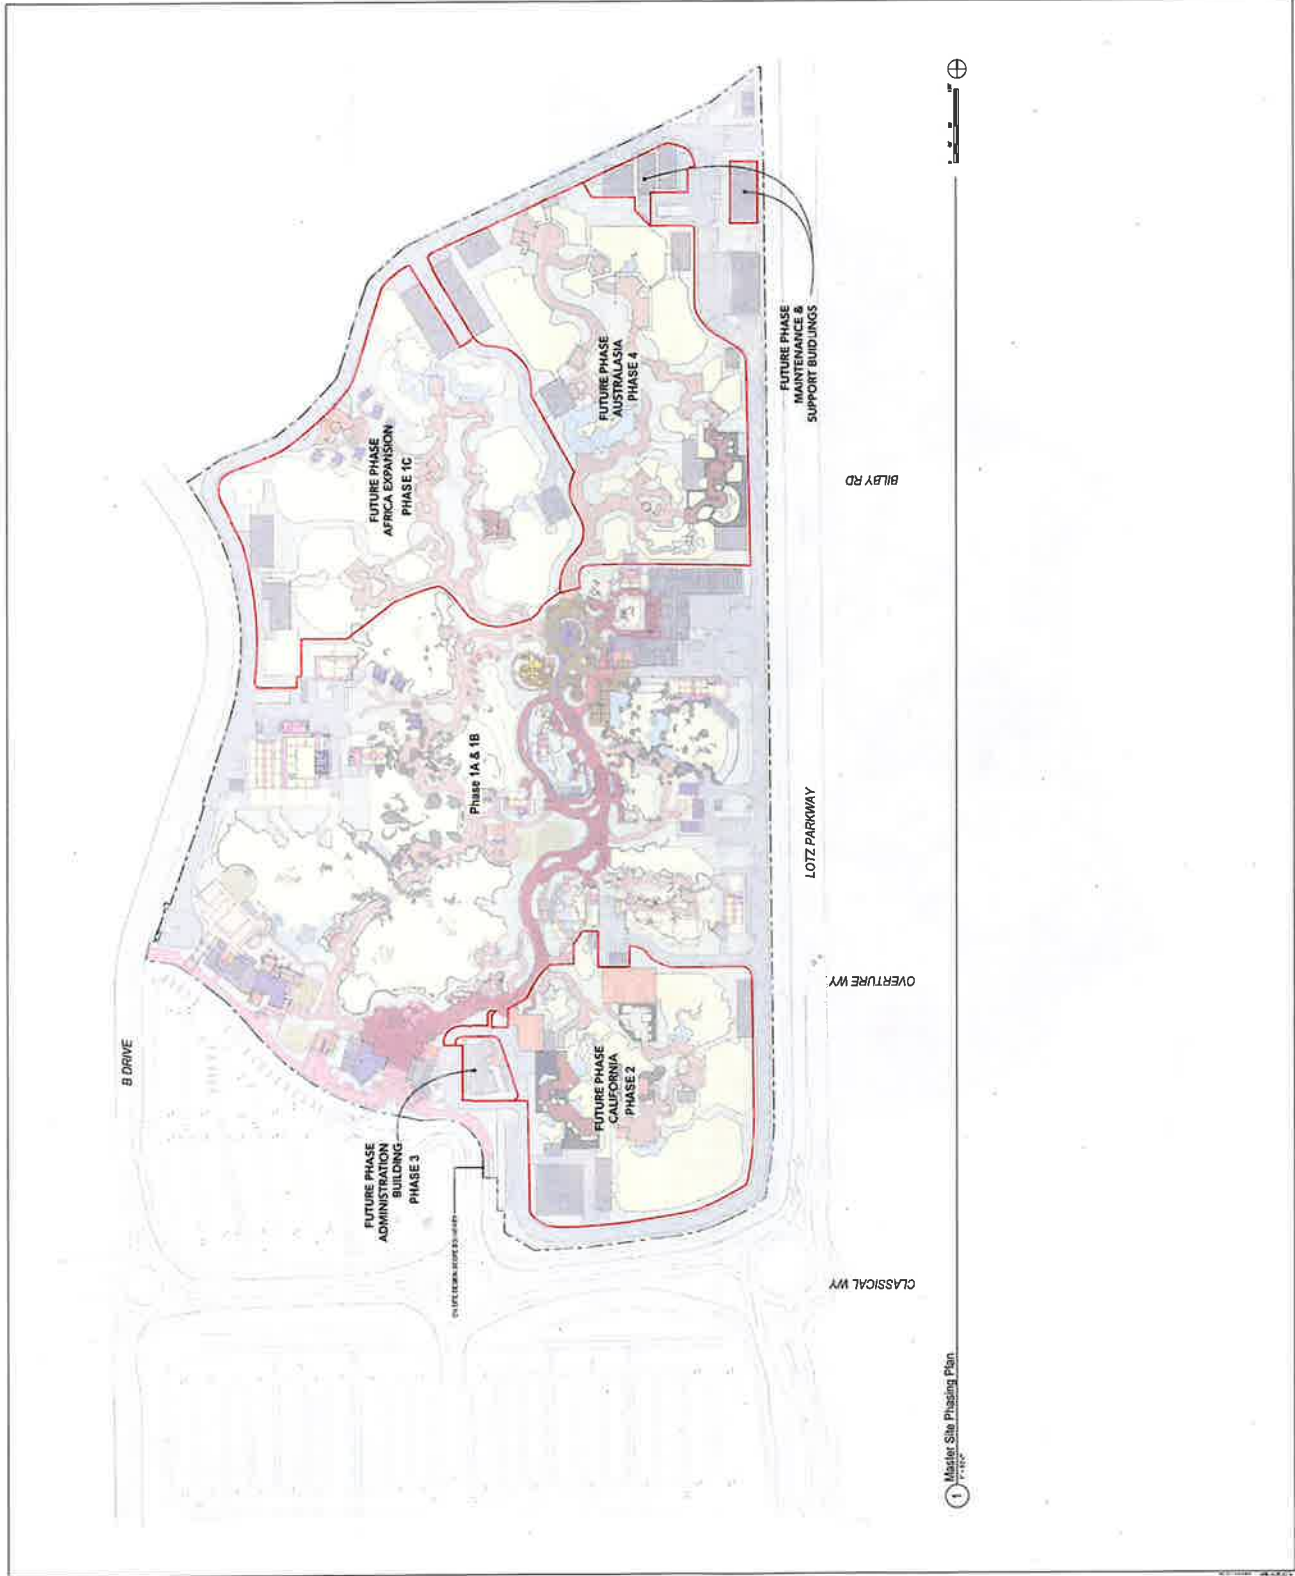 B DRIVE
FUTURE PHASE
ADMINISTRATION
BUILDING
PHASE 3
FUTURE PHASE
AFRICA EXPANSION
PHASE 1C
Phase 1A & 1B
FUTURE PHASE
CALIFORNIA
PHASE 2
FUTURE PHASE
AUSTRALASIA
PHASE 4
FUTURE PHASE
MAINTENANCE &
SUPPORT BUIDLINGS
LOTZ PARKWAY
CLASSICAL WY
OVERTURE WY
BILBY RD
1
Master Site Phasing Plan